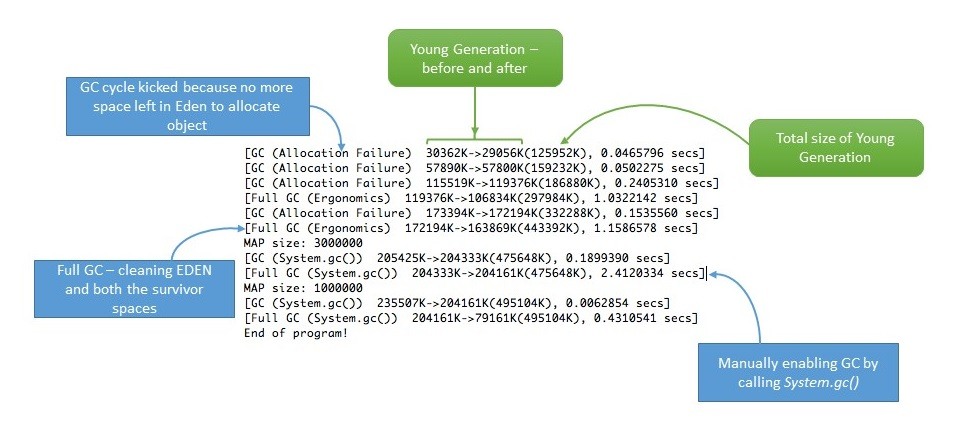 Young Generation –
before and after
GC cycle kicked because no more
space left in Eden to allocate
object
Total size of Young
Generation
[GC (Allocation Failure)  30362K->29056K(125952K), 0.0465796 secs]
[GC (Allocation Failure)  57890K->57800K(159232K), 0.0502275 secs]
[GC (Allocation Failure)  115519K->119376K(186880K), 0.2405310 secs]
[Full GC (Ergonomics)  119376K->106834K(297984K), 1.0322142 secs]
[GC (Allocation Failure)  173394K->172194K(332288K), 0.1535560 secs]
[Full GC (Ergonomics)  172194K->163869K(443392K), 1.1586578 secs]
MAP size: 3000000
[GC (System.gc())  205425K->204333K(475648K), 0.1899390 secs]
[Full GC (System.gc())  204333K->204161K(475648K), 2.4120334 secs]
MAP size: 1000000
[GC (System.gc())  235507K->204161K(495104K), 0.0062854 secs]
[Full GC (System.gc())  204161K->79161K(495104K), 0.4310541 secs]
End of program!
Full GC – cleaning EDEN
and both the survivor
spaces
Manually enabling GC by
calling System.gc()